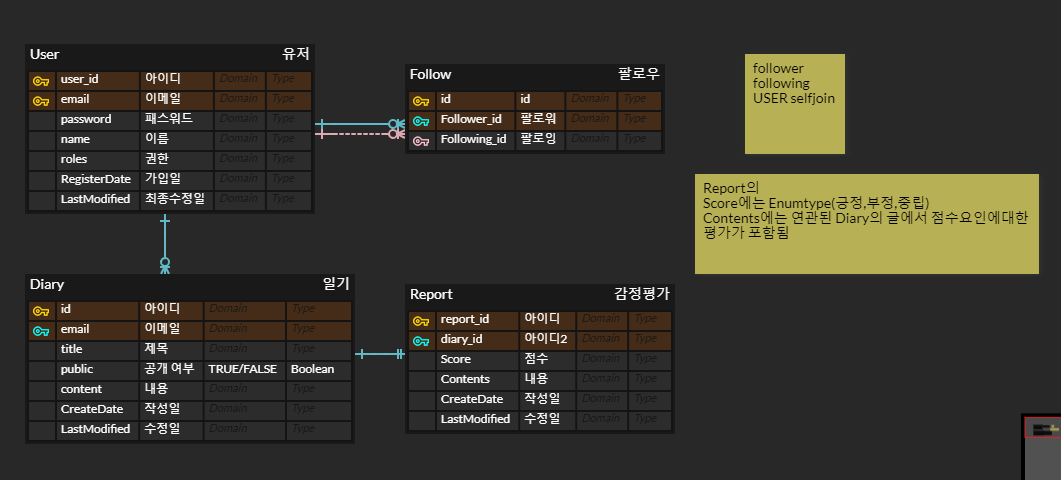 User 유저
user_id 아이디 Domain Type
email 이메일 Domain Type
password 패스워드 Domain Type
name 이름 Domain Type
roles 권한 Domain Type
RegisterDate 가입일 Domain Type
LastModified 최종수정일 Domain Type
Follow 팔로우
id id Domain Type
Follower_id 팔로워 Domain Type
Following_id 팔로잉 Domain Type
follower
following
USER selfjoin
Report의
Score에는 Enumtype(긍정,부정,중립)
Contents에는 연관된 Diary의 글에서 점수요인에대한
평가가 포함됨
Diary 일기
id 아이디 Domain Type
email 이메일 Domain Type
title 제목 Domain Type
public 공개 여부 TRUE/FALSE Boolean
content 내용 Domain Type
CreateDate 작성일 Domain Type
LastModified 수정일 Domain Type
Report 감정평가
report_id 아이디 Domain Type
diary_id 아이디2 Domain Type
Score 점수 Domain Type
Contents 내용 Domain Type
CreateDate 작성일 Domain Type
LastModified 수정일 Domain Type